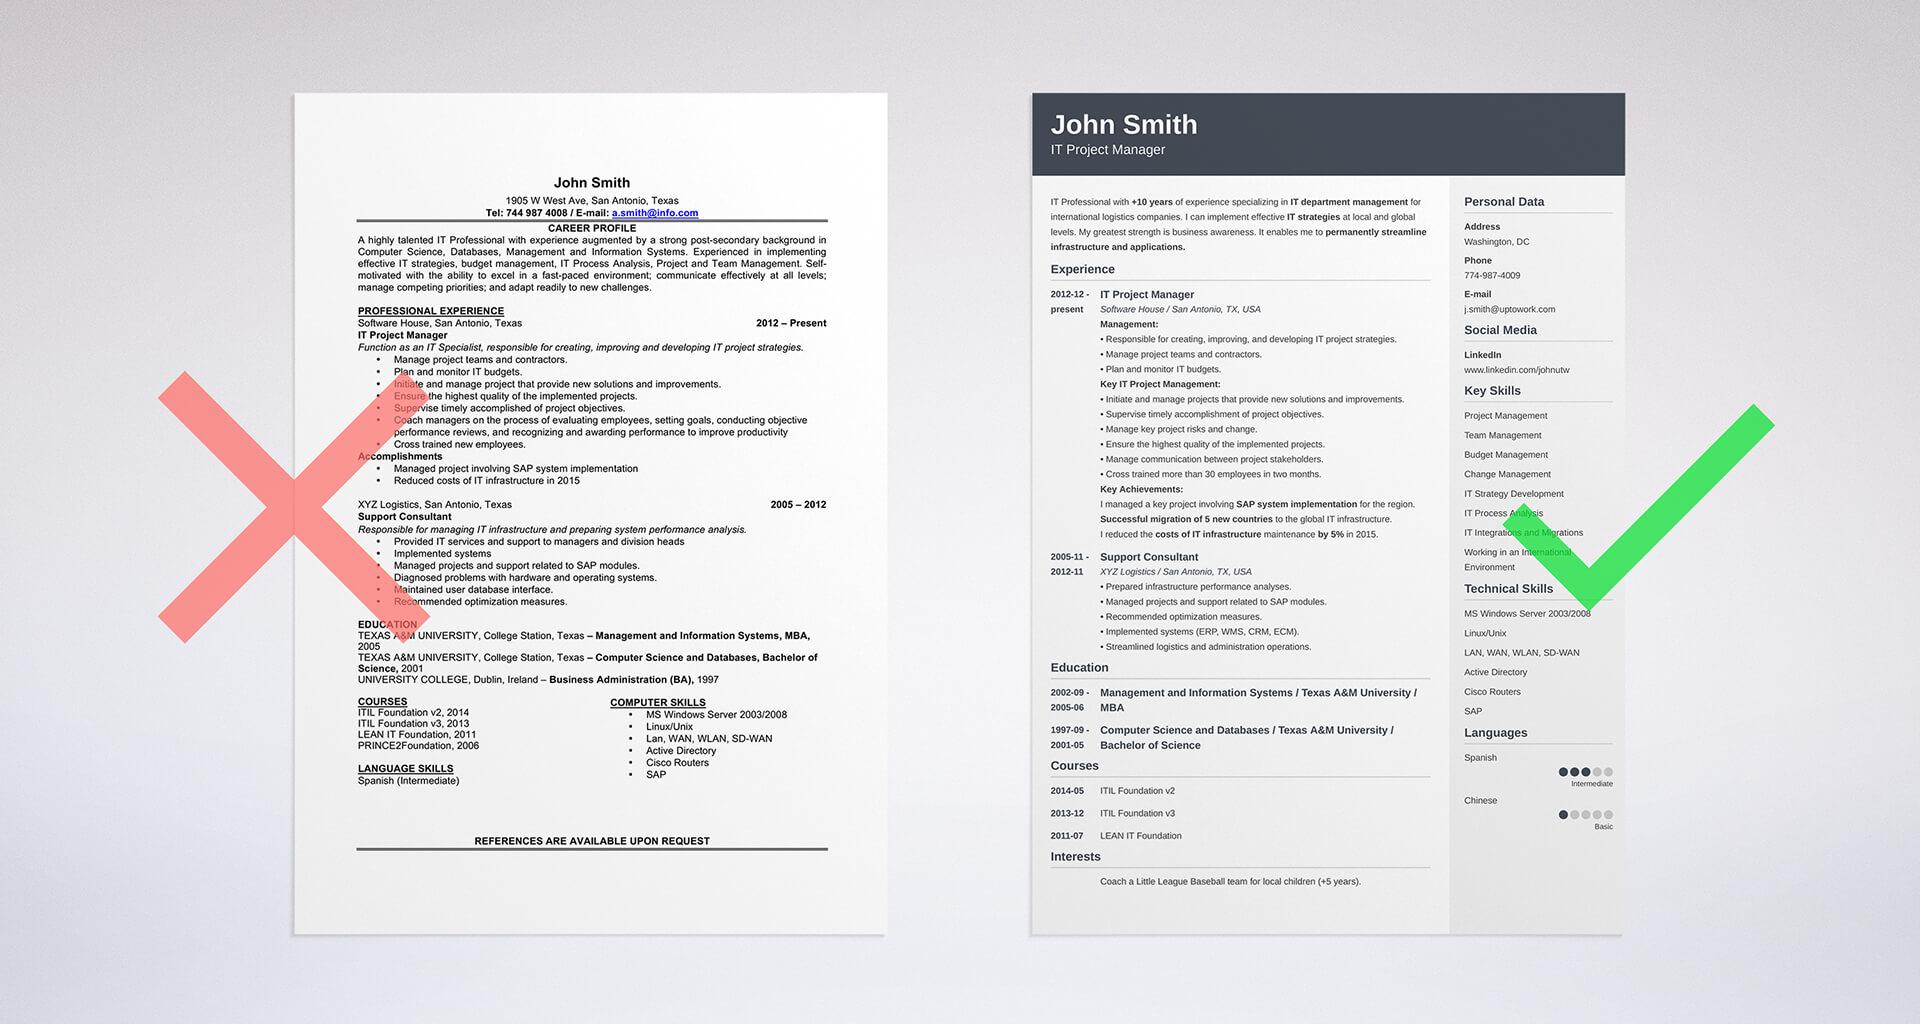 John Smith
1905 W West Ave, San Antonio, Texas
Tel: 744 987 4008 / E-mail: a.smith@info.com
CAREER PROFILE
A highly talented IT Professional with experience augmented by a strong post-secondary background in
Computer Science, Databases, Management and Information Systems. Experienced in implementing
effective IT strategies, budget management, IT Process Analysis, Project and Team Management. Self-
motivated with the ability to excel in a fast-paced environment; communicate effectively at all levels;
manage competing priorities; and adapt readily to new challenges.
PROFESSIONAL EXPERIENCE
Software House, San Antonio, Texas 2012 – Present
IT Project Manager
Function as an IT Specialist, responsible for creating, improving and developing IT project strategies.
• Manage project teams and contractors.
• Plan and monitor IT budgets.
• Initiate and manage project that provide new solutions and improvements.
• Ensure the highest quality of the implemented projects.
• Supervise timely accomplished of project objectives.
• Coach managers on the process of evaluating employees, setting goals, conducting objective
performance reviews, and recognizing and awarding performance to improve productivity
• Cross trained new employees.
Accomplishments
• Managed project involving SAP system implementation
• Reduced costs of IT infrastructure in 2015
XYZ Logistics, San Antonio, Texas 2005 – 2012
Support Consultant
Responsible for managing IT infrastructure and preparing system performance analysis.
• Provided IT services and support to managers and division heads
• Implemented systems
• Managed projects and support related to SAP modules.
• Diagnosed problems with hardware and operating systems.
• Maintained user database interface.
• Recommended optimization measures.
EDUCATION
TEXAS A&M UNIVERSITY, College Station, Texas – Management and Information Systems, MBA,
2005
TEXAS A&M UNIVERSITY, College Station, Texas – Computer Science and Databases, Bachelor of
Science, 2001
UNIVERSITY COLLEGE, Dublin, Ireland – Business Administration (BA), 1997
COURSES
ITIL Foundation v2, 2014
ITIL Foundation v3, 2013
LEAN IT Foundation, 2011
PRINCE2Foundation, 2006
LANGUAGE SKILLS
Spanish (Intermediate)
COMPUTER SKILLS
• MS Windows Server 2003/2008
• Linux/Unix
• Lan, WAN, WLAN, SD-WAN
• Active Directory
• Cisco Routers
• SAP
REFERENCES ARE AVAILABLE UPON REQUEST
John Smith
IT Project Manager
IT Professional with +10 years of experience specializing in IT department management for
international logistics companies. I can implement effective IT strategies at local and global
levels. My greatest strength is business awareness. It enables me to permanently streamline
infrastructure and applications.
Experience
2012-12 - IT Project Manager
present Software House / San Antonio, TX, USA
Management:
• Responsible for creating, improving, and developing IT project strategies.
• Manage project teams and contractors.
• Plan and monitor IT budgets.
Key IT Project Management:
• Initiate and manage projects that provide new solutions and improvements.
• Supervise timely accomplishment of project objectives.
• Manage key project risks and change.
• Ensure the highest quality of the implemented projects.
• Manage communication between project stakeholders.
• Cross trained more than 30 employees in two months.
Key Achievements:
I managed a key project involving SAP system implementation for the region.
Successful migration of 5 new countries to the global IT infrastructure.
I reduced the costs of IT infrastructure maintenance by 5% in 2015.
2005-11 - Support Consultant
2012-11 XYZ Logistics / San Antonio, TX, USA
• Prepared infrastructure performance analyses.
• Managed projects and support related to SAP modules.
• Recommended optimization measures.
• Implemented systems (ERP, WMS, CRM, ECM).
• Streamlined logistics and administration operations.
Education
2002-09 - Management and Information Systems / Texas A&M University /
2005-06 MBA
1997-09 - Computer Science and Databases / Texas A&M University /
2001-05 Bachelor of Science
Courses
2014-05 ITIL Foundation v2
2013-12 ITIL Foundation v3
2011-07 LEAN IT Foundation
Interests
Coach a Little League Baseball team for local children (+5 years).
Personal Data
Address
Washington, DC
Phone
774-987-4009
E-mail
j.smith@uptowork.com
Social Media
LinkedIn
www.linkedin.com/johnutw
Key Skills
Project Management
Team Management
Budget Management
Change Management
IT Strategy Development
IT Process Analysis
IT Integrations and Migrations
Working in an International
Environment
Technical Skills
MS Windows Server 2003/2008
Linux/Unix
LAN, WAN, WLAN, SD-WAN
Active Directory
Cisco Routers
SAP
Languages
Spanish
Intermediate
Chinese
Basic